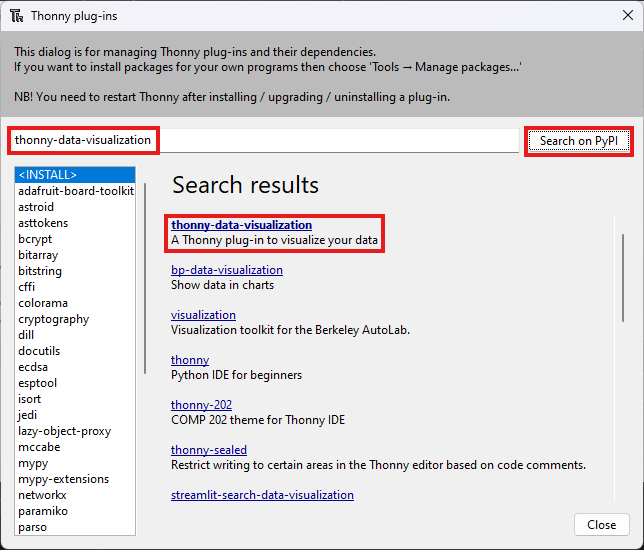 Thonny plug-ins
This dialog is for managing Thonny plug-ins and their dependencies.
If you want to install packages for your own programs then choose 'Tools → Manage packages...'
NB! You need to restart Thonny after installing / upgrading / uninstalling a plug-in.
thonny-data-visualization
Search on PyPI
<INSTALL>
adafruit-board-toolkit
astroid
asttokens
bcrypt
bitarray
bitstring
cffi
colorama
cryptography
dill
docutils
ecdsa
esptool
isort
jedi
lazy-object-proxy
mccabe
mypy
mypy-extensions
networkx
paramiko
parso
Search results
thonny-data-visualization
A Thonny plug-in to visualize your data
bp-data-visualization
Show data in charts
visualization
Visualization toolkit for the Berkeley AutoLab.
thonny
Python IDE for beginners
thonny-202
COMP 202 theme for Thonny IDE
thonny-sealed
Restrict writing to certain areas in the Thonny editor based on code comments.
streamlit-search-data-visualization
Close